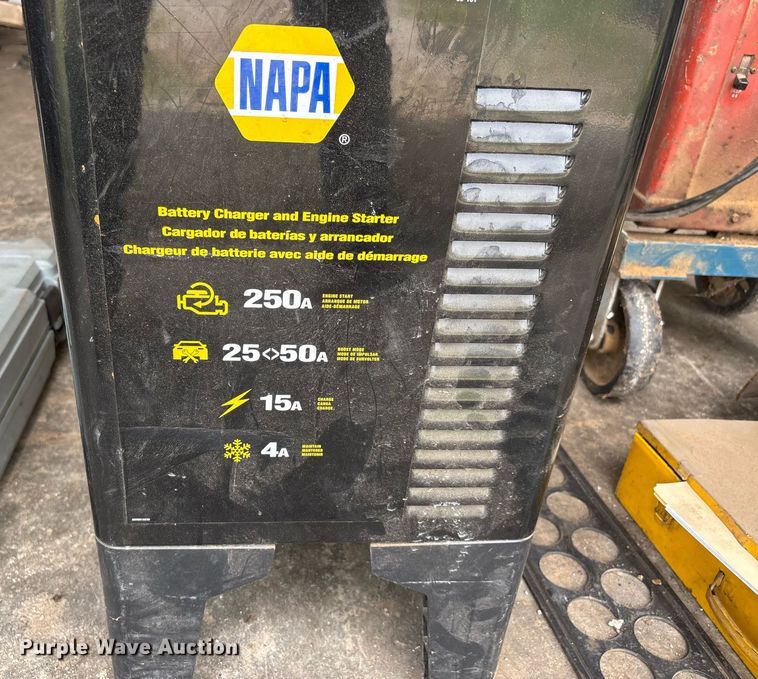 NAPA
®
Battery Charger and Engine Starter
Cargador de baterías y arrancador
Chargeur de batterie avec aide de démarrage
250A
ENGINE START
ARRANQUE DE MOTOR
AIDE-DÉMARRAGE
25<>50A
BOOST MODE
MODO DE IMPULSAR
MODE DE SURVOLTER
15A
CHARGE
CARGA
CHARGE
4A
MAINTAIN
MANTENER
MAINTENIR
Purple Wave Auction